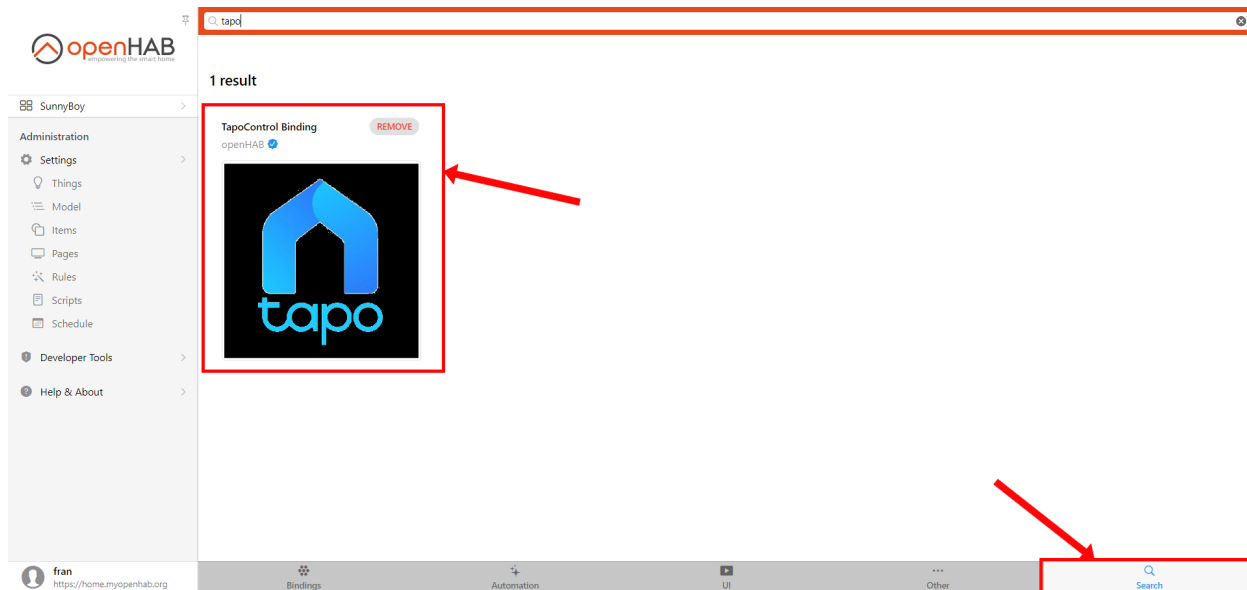 openHAB
empowering the smart home
SunnyBoy
Administration
Settings
Things
Model
Items
Pages
Rules
Scripts
Schedule
Developer Tools
Help & About
fran
https://home.myopenhab.org
tapo
1 result
TapoControl Binding
REMOVE
openHAB
tapo
Bindings
Automation
UI
Other
Search